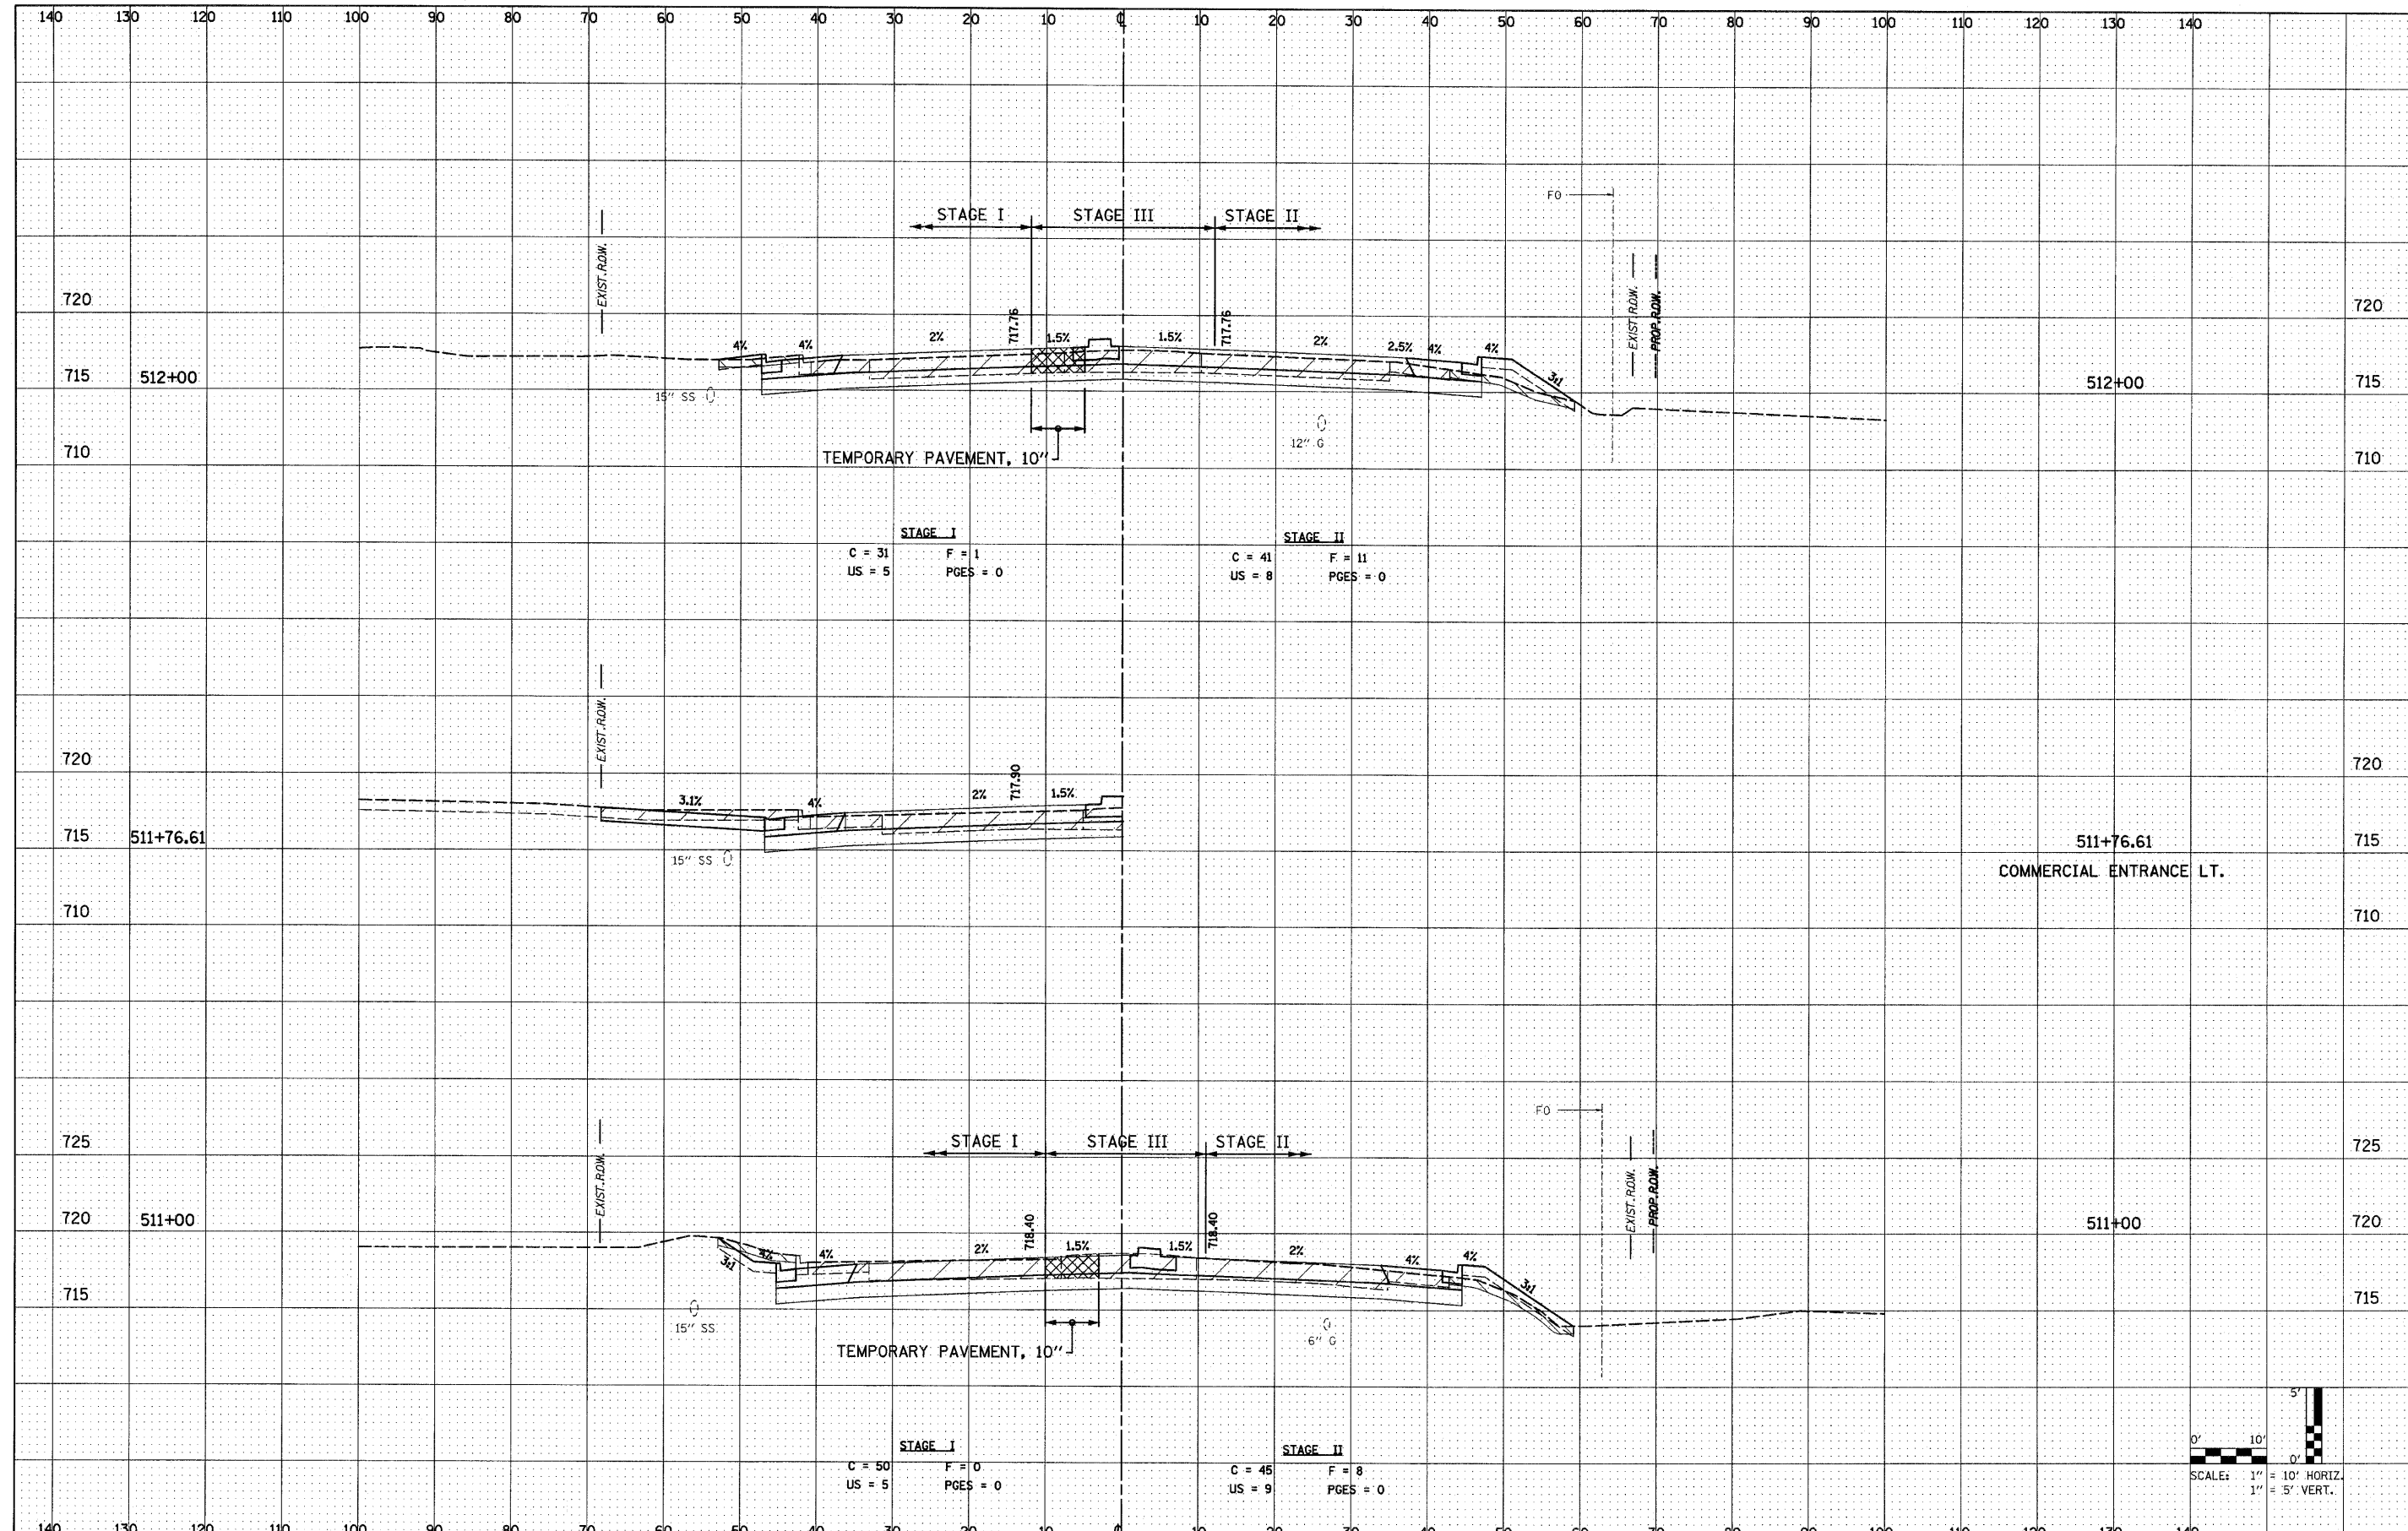 140 130 120 110 100 90 80 70 60 50 40 30 20 10 ℄ 10 20 30 40 50 60 70 80 90 100 110 120 130 140
FO
STAGE I STAGE III STAGE II
EXIST. R.O.W.
EXIST. R.O.W.
PROP. R.O.W.
720 717.76 717.76 720
4% 4% 2% 1.5% 1.5% 2% 2.5% 4% 4%
3:1
715 512+00 512+00 715
15" SS
12" G
710 TEMPORARY PAVEMENT, 10" 710
STAGE I STAGE II
C = 31 F = 1 C = 41 F = 11
US = 5 PGES = 0 US = 8 PGES = 0
EXIST. R.O.W.
720 717.90 720
3.1% 4% 2% 1.5%
715 511+76.61 511+76.61 715
15" SS
COMMERCIAL ENTRANCE LT.
710 710
FO
725 STAGE I STAGE III STAGE II 725
EXIST. R.O.W.
EXIST. R.O.W.
PROP. R.O.W.
720 511+00 718.40 718.40 511+00 720
4% 4% 2% 1.5% 1.5% 2% 4% 4%
3:1 3:1
715 715
15" SS 6" G
TEMPORARY PAVEMENT, 10"
STAGE I STAGE II
C = 50 F = 0 C = 45 F = 8
US = 5 PGES = 0 US = 9 PGES = 0
5'
0' 10' 0'
SCALE: 1" = 10' HORIZ.
1" = 5' VERT.
140 130 120 110 100 90 80 70 60 50 40 30 20 10 ℄ 10 20 30 40 50 60 70 80 90 100 110 120 130 140